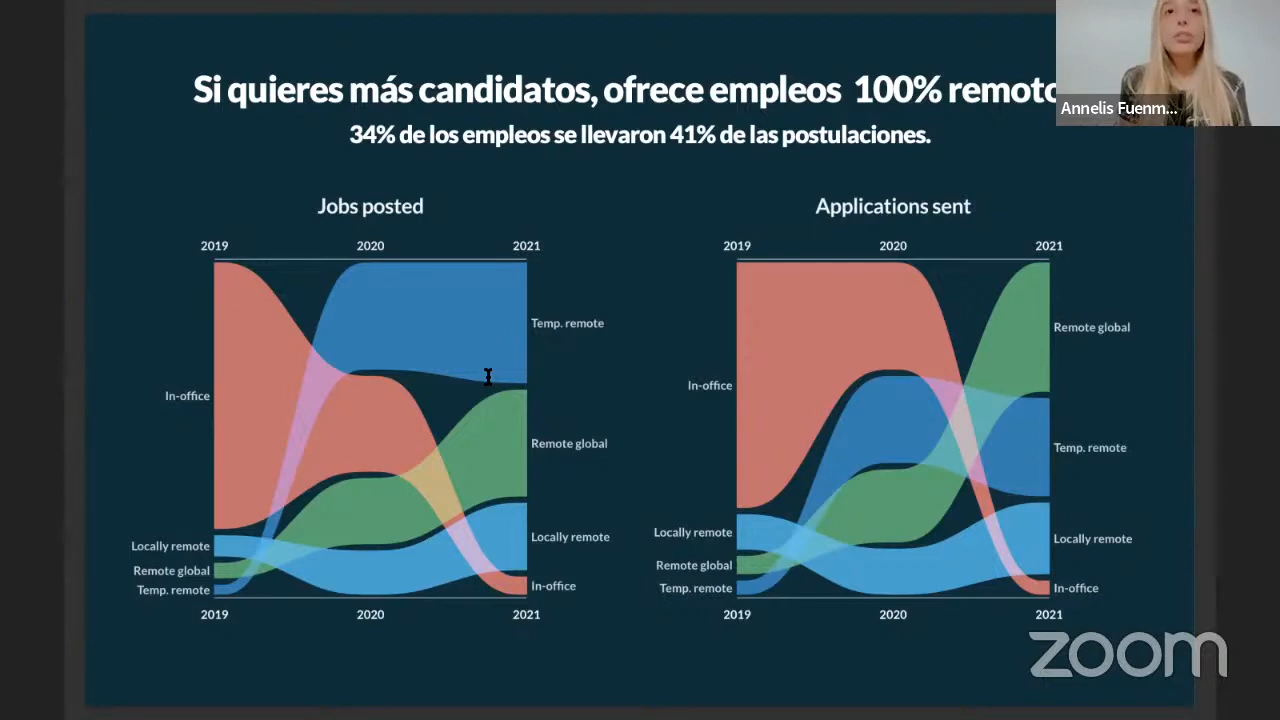 Si quieres más candidatos, ofrece empleos 100% remoto
34% de los empleos se llevaron 41% de las postulaciones.
Annelis Fuenm...
Jobs posted
2019 2020 2021
In-office
Locally remote
Remote global
Temp. remote
Temp. remote
Remote global
Locally remote
In-office
2019 2020 2021
Applications sent
2019 2020 2021
In-office
Locally remote
Remote global
Temp. remote
Remote global
Temp. remote
Locally remote
In-office
2019 2020 2021
zoom